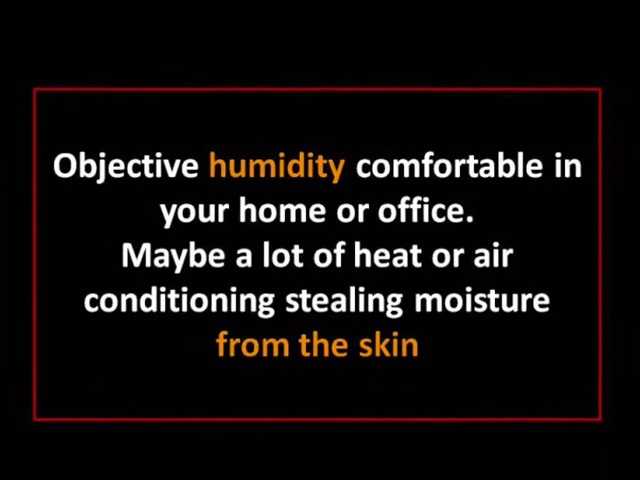 Objective humidity comfortable in
your home or office.
Maybe a lot of heat or air
conditioning stealing moisture
from the skin